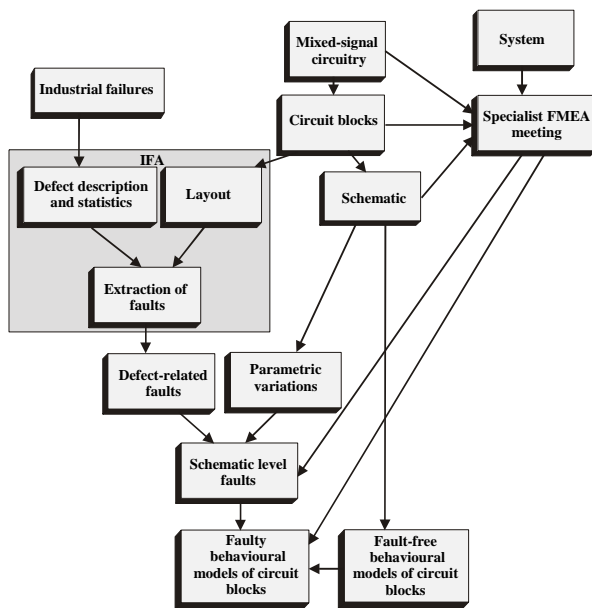 Mixed-signal
circuitry
System
Industrial failures
Circuit blocks
Specialist FMEA
meeting
IFA
Defect description
and statistics
Layout
Schematic
Extraction of
faults
Defect-related
faults
Parametric
variations
Schematic level
faults
Faulty
behavioural
models of circuit
blocks
Fault-free
behavioural
models of circuit
blocks